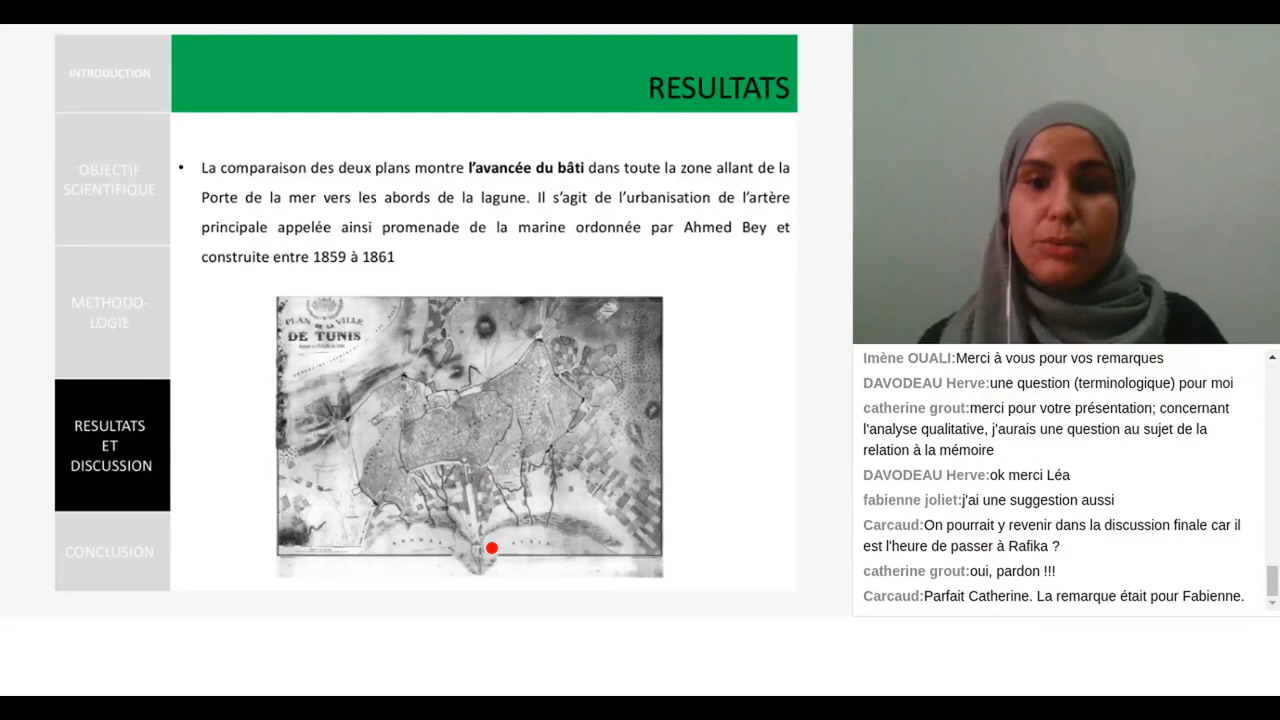 INTRODUCTION
OBJECTIF
SCIENTIFIQUE
METHODO-
LOGIE
RESULTATS
ET
DISCUSSION
CONCLUSION
RESULTATS
• La comparaison des deux plans montre l'avancée du bâti dans toute la zone allant de la
Porte de la mer vers les abords de la lagune. Il s'agit de l'urbanisation de l'artère
principale appelée ainsi promenade de la marine ordonnée par Ahmed Bey et
construite entre 1859 à 1861
PLAN DE LA VILLE
DE TUNIS
Imène OUALI:Merci à vous pour vos remarques
DAVODEAU Herve:une question (terminologique) pour moi
catherine grout:merci pour votre présentation; concernant
l'analyse qualitative, j'aurais une question au sujet de la
relation à la mémoire
DAVODEAU Herve:ok merci Léa
fabienne joliet:j'ai une suggestion aussi
Carcaud:On pourrait y revenir dans la discussion finale car il
est l'heure de passer à Rafika ?
catherine grout:oui, pardon !!!
Carcaud:Parfait Catherine. La remarque était pour Fabienne.